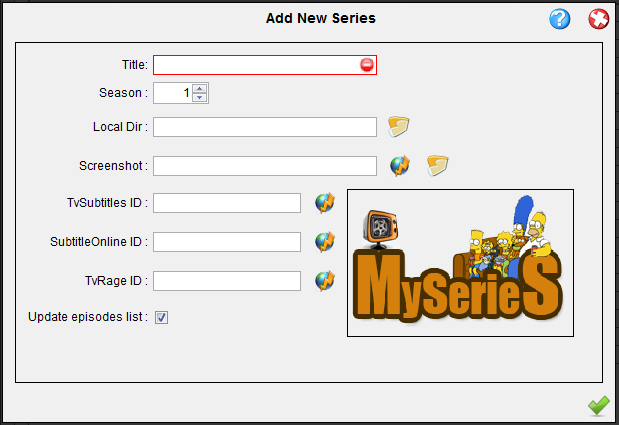 Add New Series
Title:
Season : 1
Local Dir :
Screenshot :
TvSubtitles ID :
SubtitleOnline ID :
TvRage ID :
Update episodes list :
MySerieS